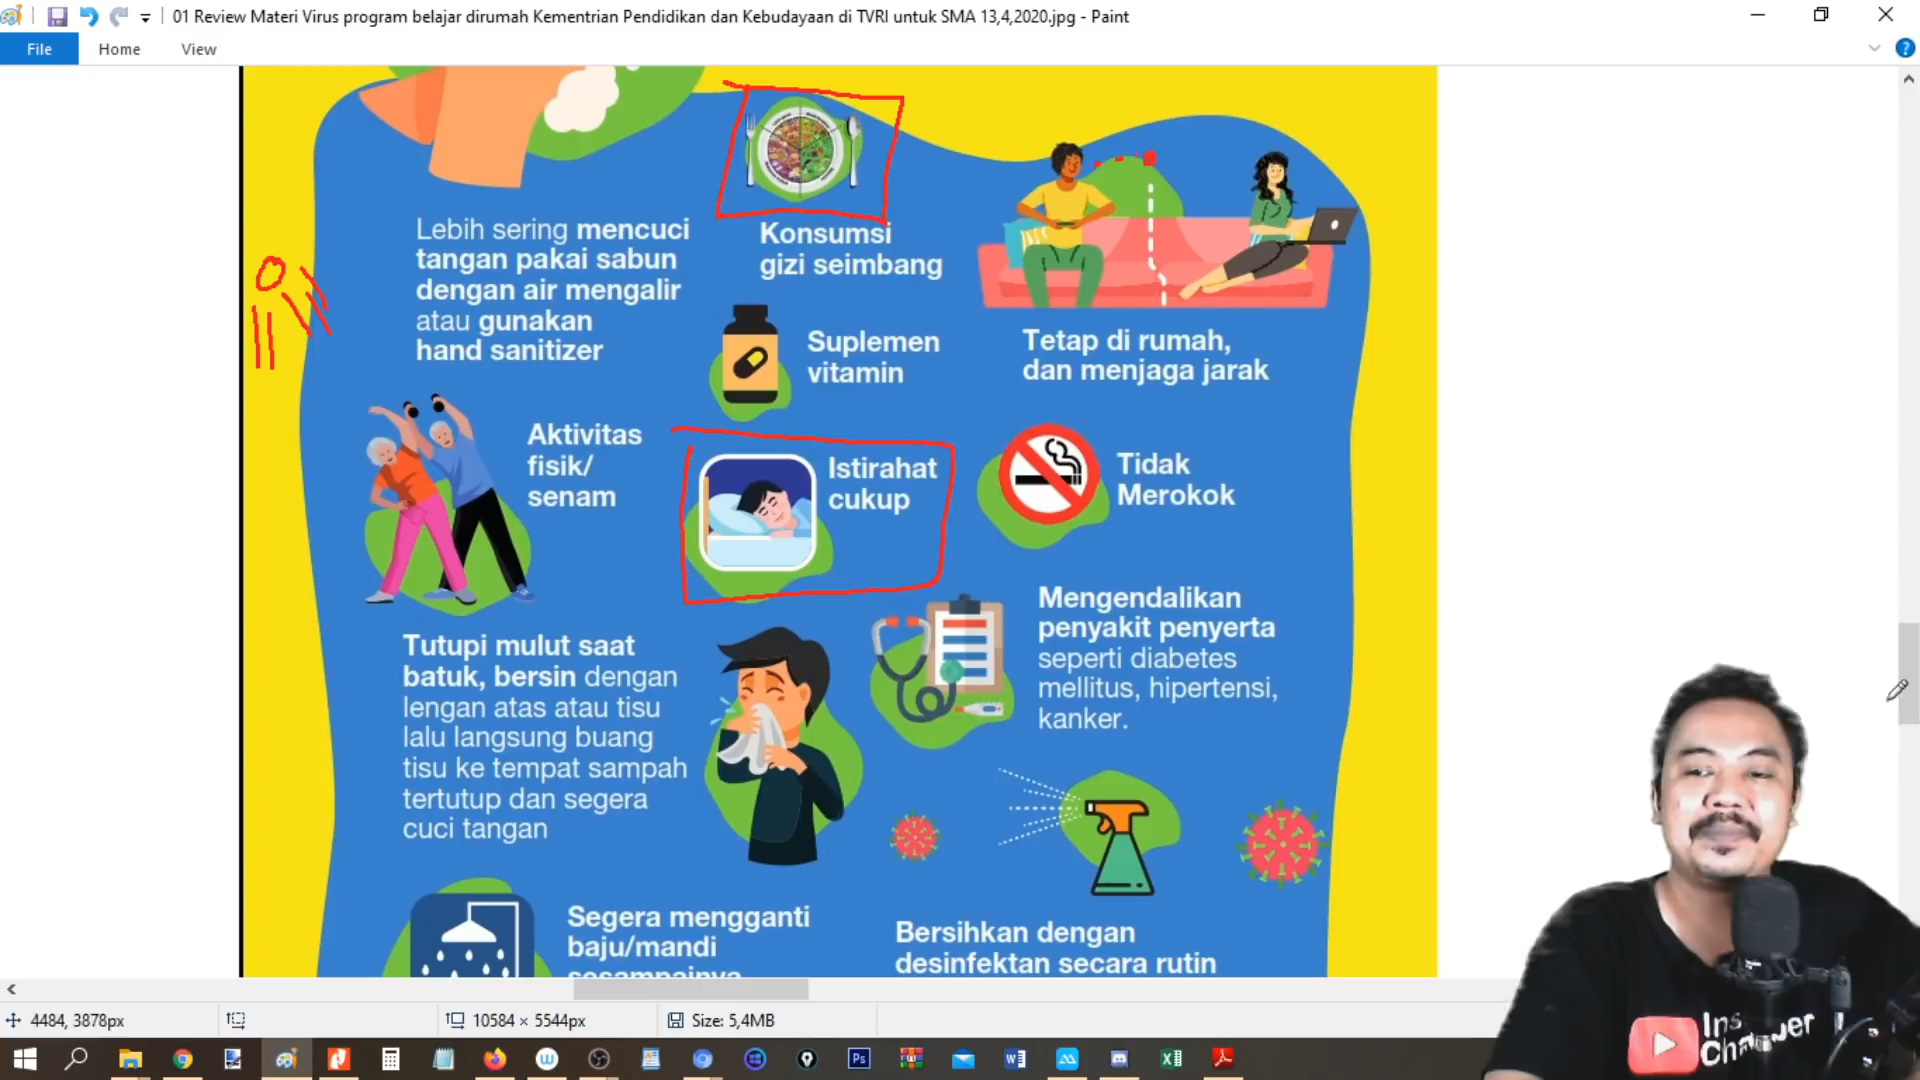 01 Review Materi Virus program belajar dirumah Kementrian Pendidikan dan Kebudayaan di TVRI untuk SMA 13,4,2020.jpg - Paint
File Home View
Lebih sering mencuci
tangan pakai sabun
dengan air mengalir
atau gunakan
hand sanitizer
Konsumsi
gizi seimbang
Suplemen
vitamin
Tetap di rumah,
dan menjaga jarak
Aktivitas
fisik/
senam
Istirahat
cukup
Tidak
Merokok
Tutupi mulut saat
batuk, bersin dengan
lengan atas atau tisu
lalu langsung buang
tisu ke tempat sampah
tertutup dan segera
cuci tangan
Mengendalikan
penyakit penyerta
seperti diabetes
mellitus, hipertensi,
kanker.
Segera mengganti
baju/mandi
sesampainya
Bersihkan dengan
desinfektan secara rutin
4484, 3878px
10584 × 5544px
Size: 5,4MB
Ps